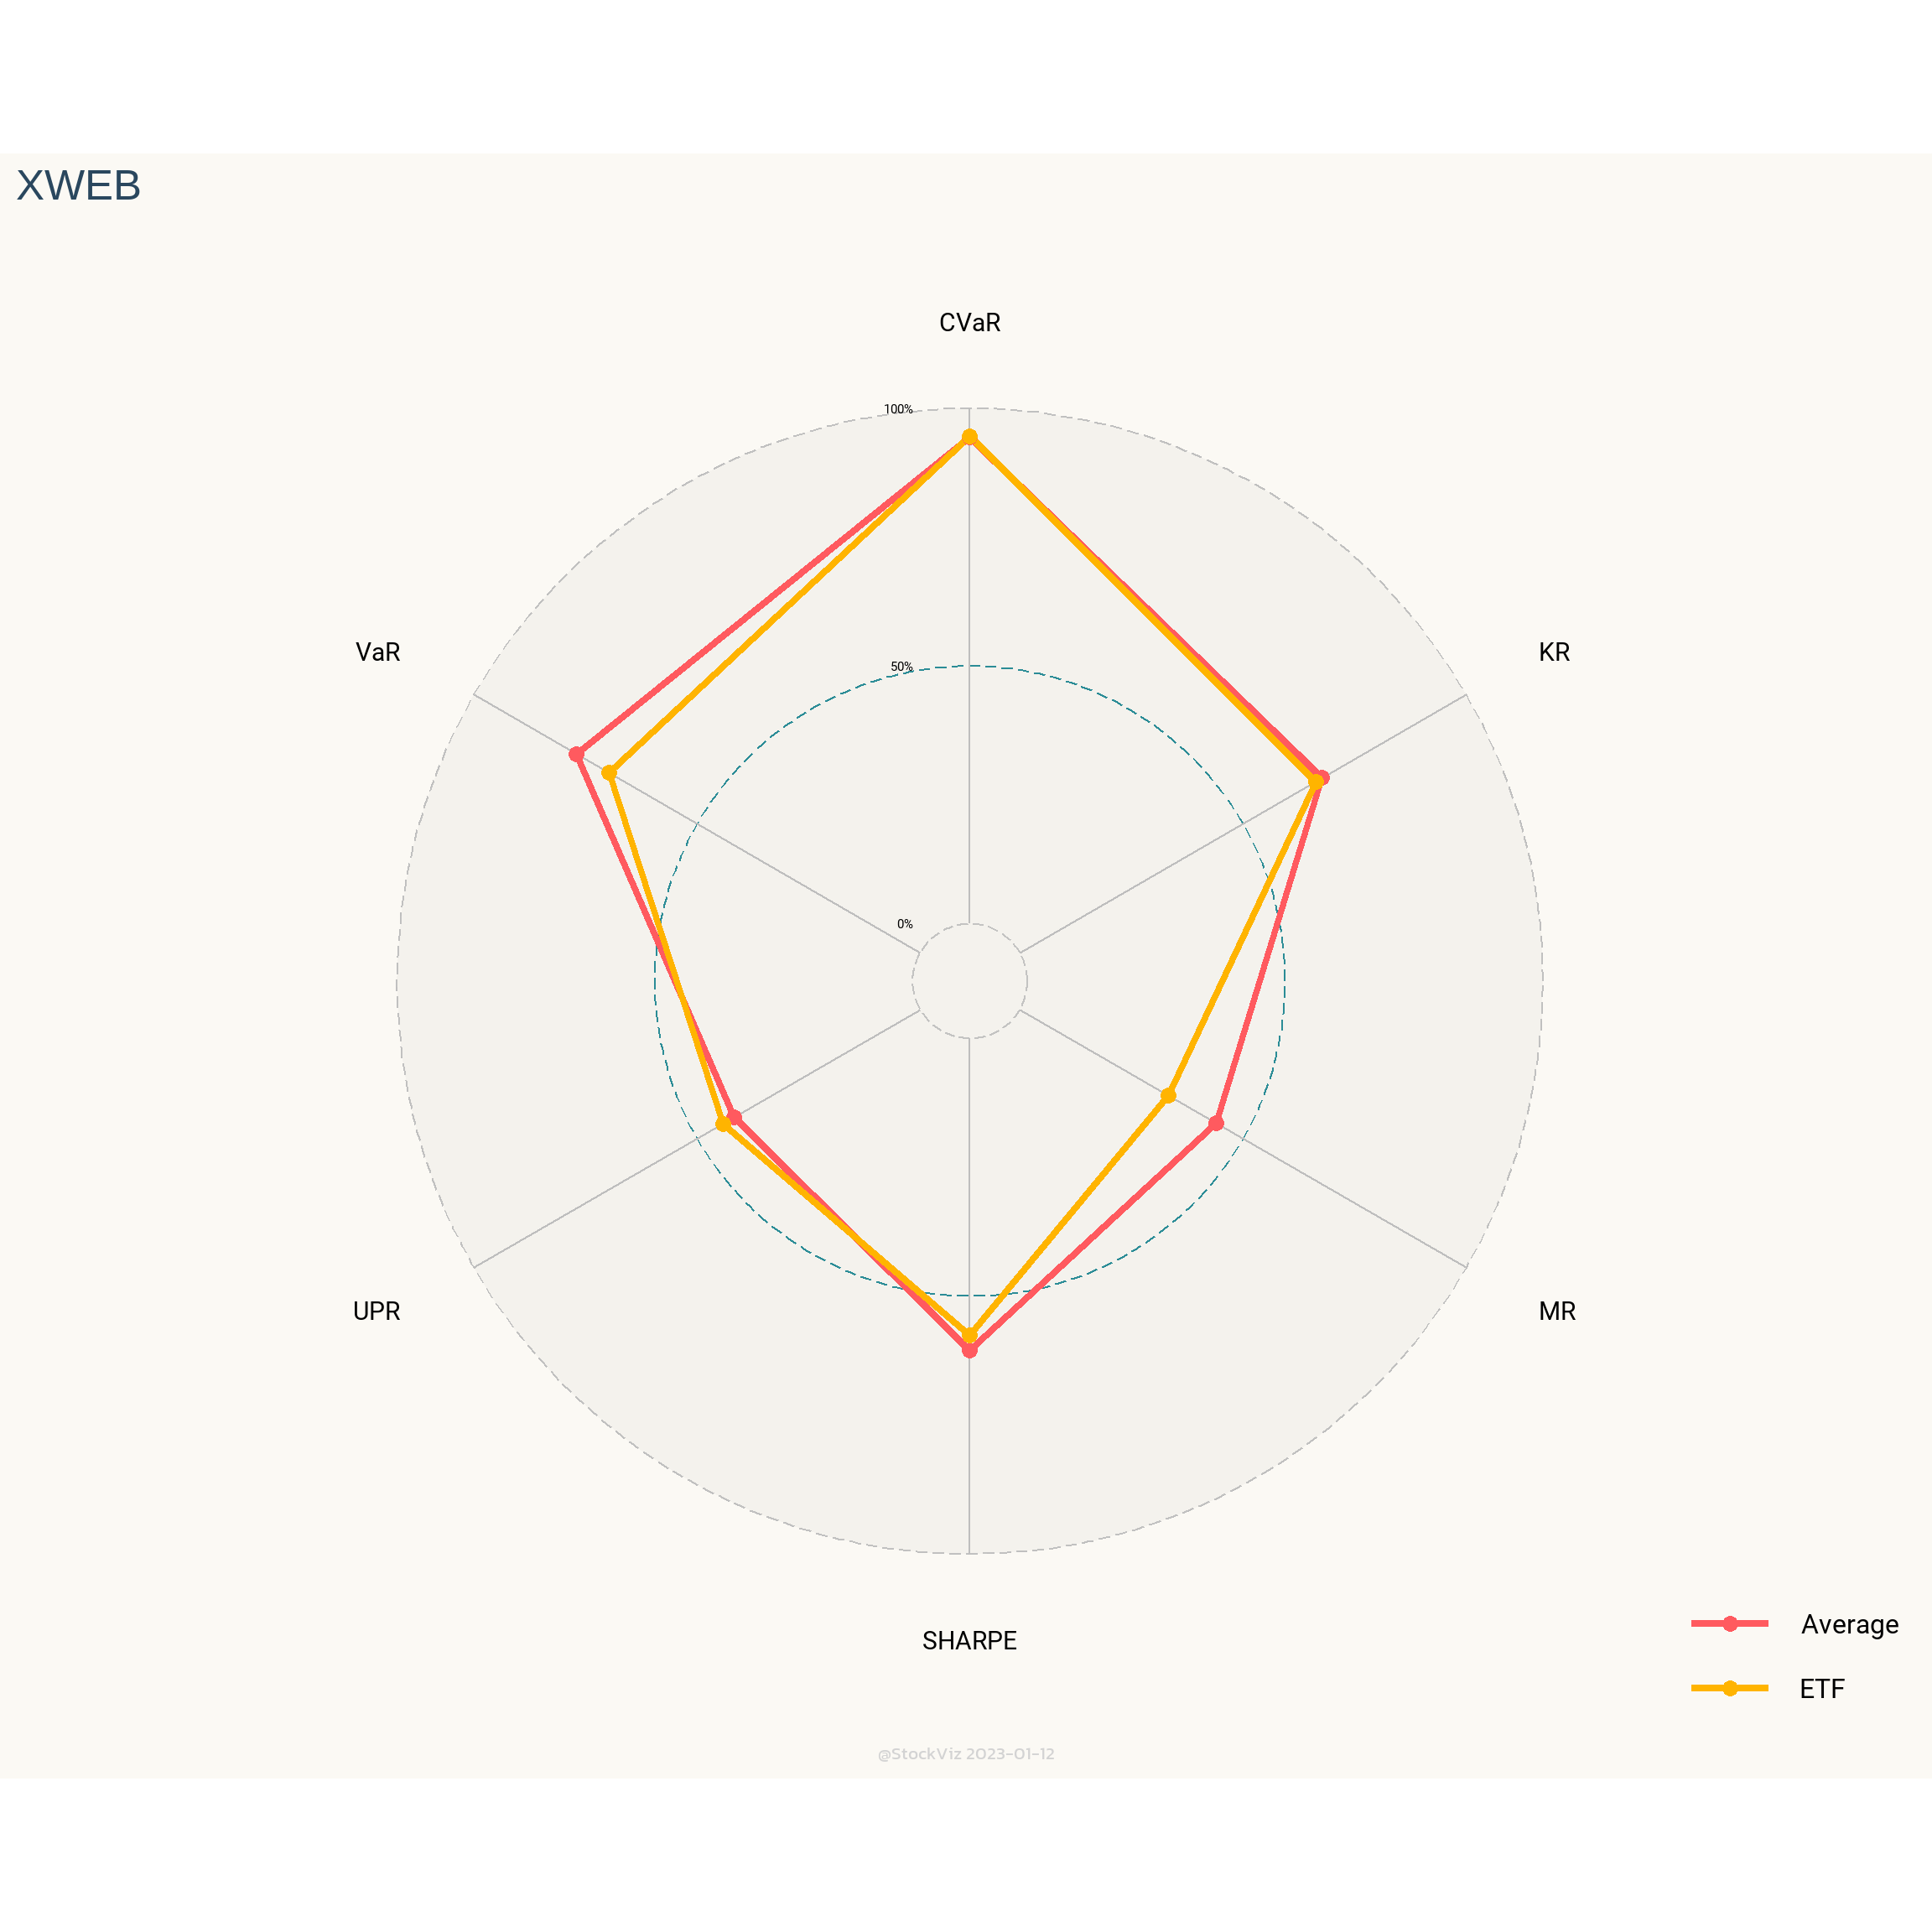 XWEB
CVaR
100%
VaR
KR
50%
0%
UPR
MR
SHARPE
Average
ETF
@StockViz 2023-01-12